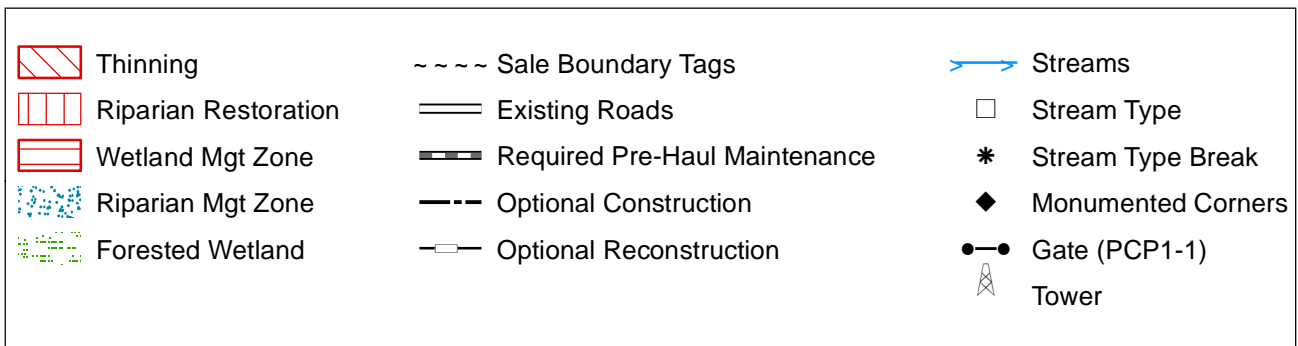 Thinning
Riparian Restoration
Wetland Mgt Zone
Riparian Mgt Zone
Forested Wetland
Sale Boundary Tags
Existing Roads
Required Pre-Haul Maintenance
Optional Construction
Optional Reconstruction
Streams
Stream Type
Stream Type Break
Monumented Corners
Gate (PCP1-1)
Tower